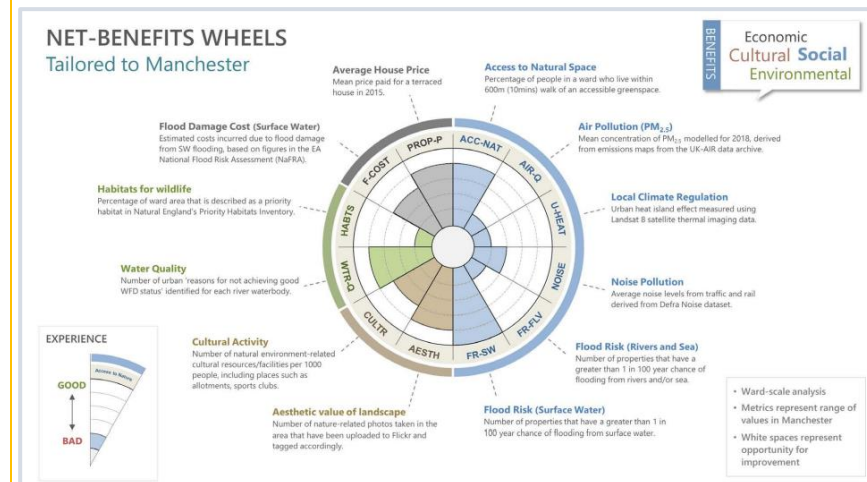 NET-BENEFITS WHEELS
Tailored to Manchester
BENEFITS
Economic
Cultural Social
Environmental
Average House Price
Mean price paid for a terraced
house in 2015.
Access to Natural Space
Percentage of people in a ward who live within
600m (10mins) walk of an accessible greenspace.
Flood Damage Cost (Surface Water)
Estimated costs incurred due to flood damage
from SW flooding, based on figures in the EA
National Flood Risk Assessment (NaFRA).
Air Pollution (PM2.5)
Mean concentration of PM2.5 modelled for 2018, derived
from emissions maps from the UK-AIR data archive.
Habitats for wildlife
Percentage of ward area that is described as a priority
habitat in Natural England's Priority Habitats Inventory.
Local Climate Regulation
Urban heat island effect measured using
Landsat 8 satellite thermal imaging data.
Water Quality
Number of urban 'reasons for not achieving good
WFD status' identified for each river waterbody.
Noise Pollution
Average noise levels from traffic and rail
derived from Defra Noise dataset.
Cultural Activity
Number of natural environment-related
cultural resources/facilities per 1000
people, including places such as
allotments, sports clubs.
Flood Risk (Rivers and Sea)
Number of properties that have a
greater than 1 in 100 year chance of
flooding from rivers and/or sea.
Aesthetic value of landscape
Number of nature-related photos taken in the
area that have been uploaded to Flickr and
tagged accordingly.
Flood Risk (Surface Water)
Number of properties that have a greater than 1 in
100 year chance of flooding from surface water.
PROP-P
ACC-NAT
AIR-Q
U-HEAT
NOISE
FR-FLV
FR-SW
AESTH
CULTR
WTR-Q
HABTS
F-COST
EXPERIENCE
Access to Nature
GOOD
BAD
• Ward-scale analysis
• Metrics represent range of
values in Manchester
• White spaces represent
opportunity for
improvement